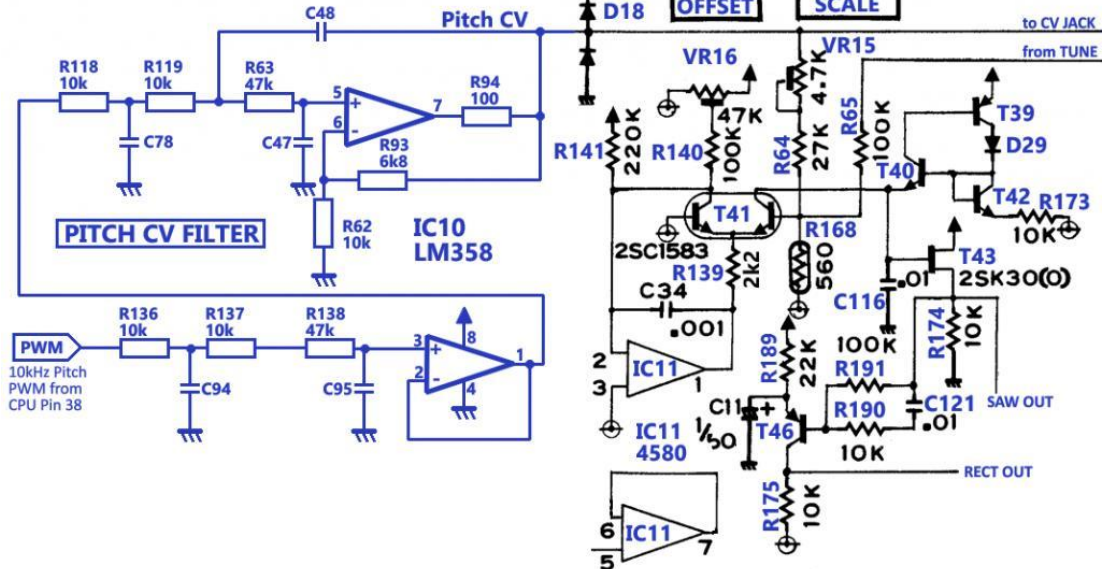 C48
Pitch CV
D18
OFFSET
SCALE
to CV JACK
from TUNE
R118
10k
R119
10k
R63
47k
5
+
6
-
7
R94
100
C78
C47
R93
6k8
R62
10k
PITCH CV FILTER
IC10
LM358
VR16
47K
VR15
4.7K
R141
220K
R140
100K
R64
27K
R65
100K
T39
D29
T40
T42
R173
10K
T41
2SC1583
R139
2k2
R168
560
T43
2SK30(O)
C116
.01
R174
10K
C34
.001
2
3
IC11
1
R136
10k
R137
10k
R138
47k
PWM
10kHz Pitch
PWM from
CPU Pin 38
C94
C95
3
+
2
-
8
1
4
R189
22K
100K
R191
R190
10K
C121
.01
SAW OUT
C11
+
1/50
T46
IC11
4580
RECT OUT
R175
10K
6
5
IC11
7